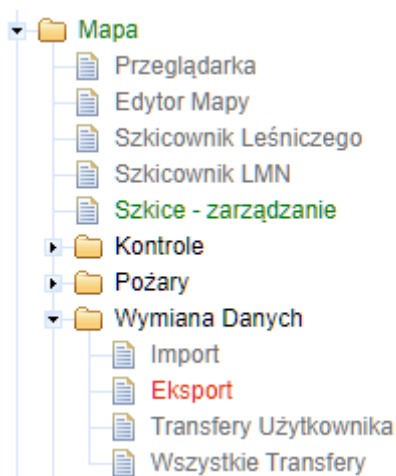 Mapa
Przeglądarka
Edytor Mapy
Szkicownik Leśniczego
Szkicownik LMN
Szkice - zarządzanie
Kontrole
Pożary
Wymiana Danych
Import
Eksport
Transfery Użytkownika
Wszystkie Transfery